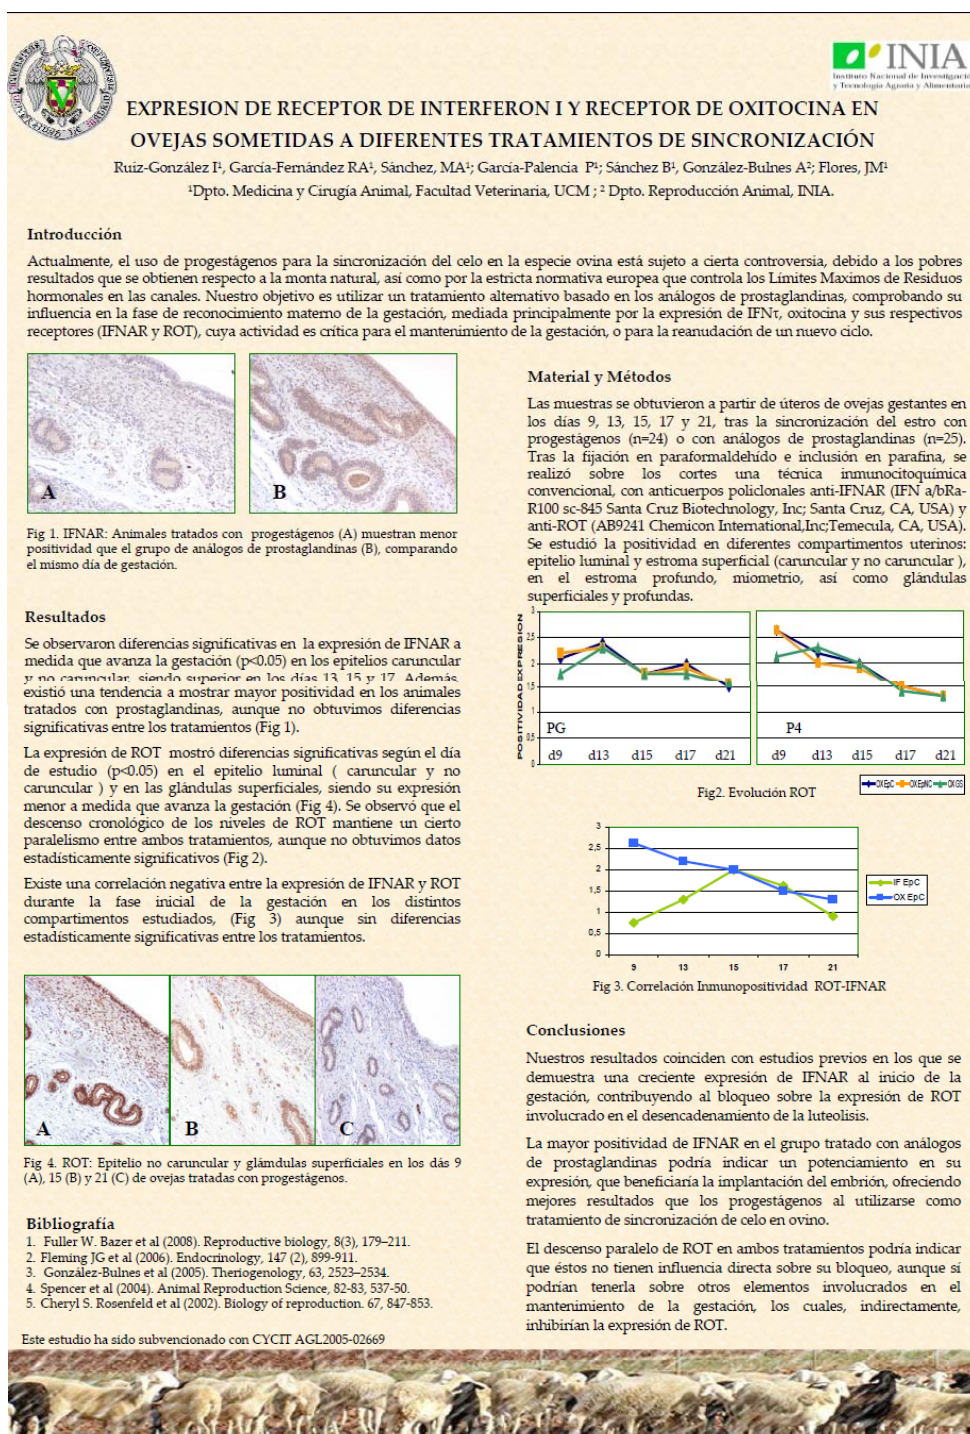 INIA
Instituto Nacional de Investigació
y Tecnología Agraria y Alimentaria
EXPRESION DE RECEPTOR DE INTERFERON I Y RECEPTOR DE OXITOCINA EN
OVEJAS SOMETIDAS A DIFERENTES TRATAMIENTOS DE SINCRONIZACIÓN
Ruiz-González I¹, García-Fernández RA¹, Sánchez, MA¹; García-Palencia P¹; Sánchez B¹, González-Bulnes A²; Flores, JM¹
¹Dpto. Medicina y Cirugía Animal, Facultad Veterinaria, UCM ; ² Dpto. Reproducción Animal, INIA.
Introducción
Actualmente, el uso de progestágenos para la sincronización del celo en la especie ovina está sujeto a cierta controversia, debido a los pobres
resultados que se obtienen respecto a la monta natural, así como por la estricta normativa europea que controla los Límites Maximos de Residuos
hormonales en las canales. Nuestro objetivo es utilizar un tratamiento alternativo basado en los análogos de prostaglandinas, comprobando su
influencia en la fase de reconocimiento materno de la gestación, mediada principalmente por la expresión de IFNτ, oxitocina y sus respectivos
receptores (IFNAR y ROT), cuya actividad es crítica para el mantenimiento de la gestación, o para la reanudación de un nuevo ciclo.
A
B
Fig 1. IFNAR: Animales tratados con progestágenos (A) muestran menor
positividad que el grupo de análogos de prostaglandinas (B), comparando
el mismo día de gestación.
Resultados
Se observaron diferencias significativas en la expresión de IFNAR a
medida que avanza la gestación (p<0.05) en los epitelios caruncular
y no caruncular, siendo superior en los días 13, 15 y 17. Además,
existió una tendencia a mostrar mayor positividad en los animales
tratados con prostaglandinas, aunque no obtuvimos diferencias
significativas entre los tratamientos (Fig 1).
La expresión de ROT mostró diferencias significativas según el día
de estudio (p<0.05) en el epitelio luminal ( caruncular y no
caruncular ) y en las glándulas superficiales, siendo su expresión
menor a medida que avanza la gestación (Fig 4). Se observó que el
descenso cronológico de los niveles de ROT mantiene un cierto
paralelismo entre ambos tratamientos, aunque no obtuvimos datos
estadísticamente significativos (Fig 2).
Existe una correlación negativa entre la expresión de IFNAR y ROT
durante la fase inicial de la gestación en los distintos
compartimentos estudiados, (Fig 3) aunque sin diferencias
estadísticamente significativas entre los tratamientos.
A
B
C
Fig 4. ROT: Epitelio no caruncular y glámdulas superficiales en los dás 9
(A), 15 (B) y 21 (C) de ovejas tratadas con progestágenos.
Bibliografía
1. Fuller W. Bazer et al (2008). Reproductive biology, 8(3), 179–211.
2. Fleming JG et al (2006). Endocrinology, 147 (2), 899-911.
3. González-Bulnes et al (2005). Theriogenology, 63, 2523–2534.
4. Spencer et al (2004). Animal Reproduction Science, 82-83, 537-50.
5. Cheryl S. Rosenfeld et al (2002). Biology of reproduction. 67, 847-853.
Este estudio ha sido subvencionado con CYCIT AGL2005-02669
Material y Métodos
Las muestras se obtuvieron a partir de úteros de ovejas gestantes en
los días 9, 13, 15, 17 y 21, tras la sincronización del estro con
progestágenos (n=24) o con análogos de prostaglandinas (n=25).
Tras la fijación en paraformaldehído e inclusión en parafina, se
realizó sobre los cortes una técnica inmunocitoquímica
convencional, con anticuerpos policlonales anti-IFNAR (IFN a/bRa-
R100 sc-845 Santa Cruz Biotechnology, Inc; Santa Cruz, CA, USA) y
anti-ROT (AB9241 Chemicon International,Inc;Temecula, CA, USA).
Se estudió la positividad en diferentes compartimentos uterinos:
epitelio luminal y estroma superficial (caruncular y no caruncular ),
en el estroma profundo, miometrio, así como glándulas
superficiales y profundas.
POSITIVIDAD EXPRESION
3
2,5
2
1,5
1
0,5
0
PG
d9 d13 d15 d17 d21
P4
d9 d13 d15 d17 d21
OXEpC OXEpNC OXGS
Fig2. Evolución ROT
3
2,5
2
1,5
1
0,5
0
9 13 15 17 21
IF EpC
OX EpC
Fig 3. Correlación Inmunopositividad ROT-IFNAR
Conclusiones
Nuestros resultados coinciden con estudios previos en los que se
demuestra una creciente expresión de IFNAR al inicio de la
gestación, contribuyendo al bloqueo sobre la expresión de ROT
involucrado en el desencadenamiento de la luteolisis.
La mayor positividad de IFNAR en el grupo tratado con análogos
de prostaglandinas podría indicar un potenciamiento en su
expresión, que beneficiaría la implantación del embrión, ofreciendo
mejores resultados que los progestágenos al utilizarse como
tratamiento de sincronización de celo en ovino.
El descenso paralelo de ROT en ambos tratamientos podría indicar
que éstos no tienen influencia directa sobre su bloqueo, aunque sí
podrían tenerla sobre otros elementos involucrados en el
mantenimiento de la gestación, los cuales, indirectamente,
inhibirían la expresión de ROT.